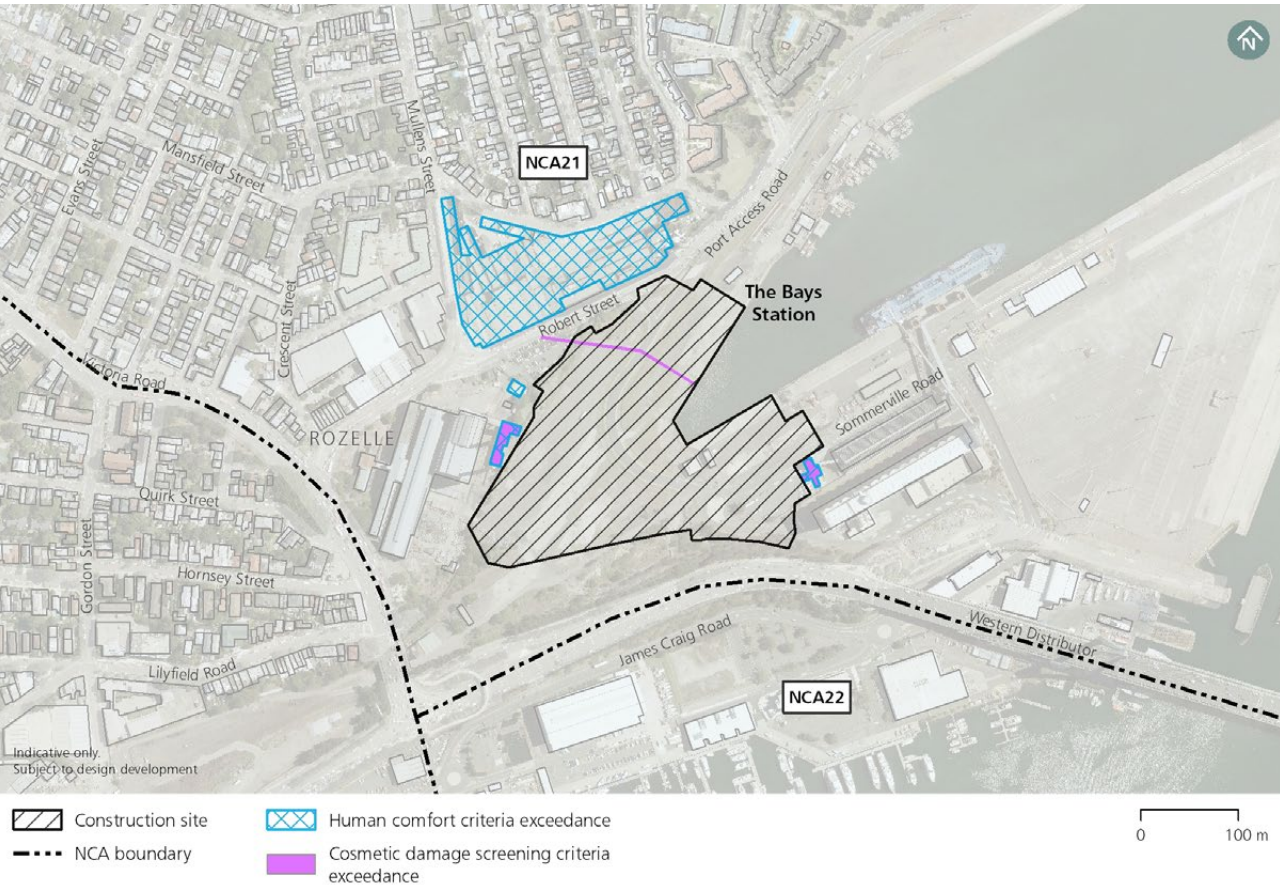 N
Mulens Street
NCA21
Mansfield Street
Evans Street
Port Access Road
The Bays
Station
Robert Street
Crescent Street
Victoria Road
Sommerville Road
ROZELLE
Quirk Street
Gordon Street
Hornsey Street
James Craig Road
Western Distributor
Lilyfield Road
NCA22
Indicative only.
Subject to design development
Construction site
NCA boundary
Human comfort criteria exceedance
Cosmetic damage screening criteria
exceedance
0 100 m